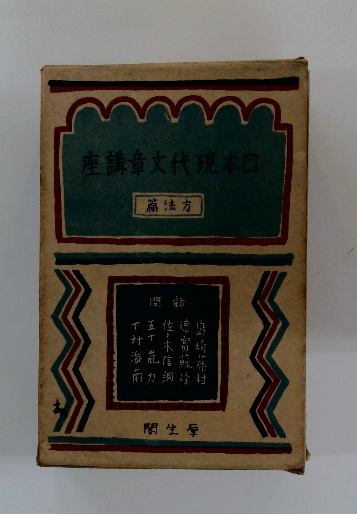 日本現代文章講座
方法篇
顧問
島崎藤村
德富蘇峰
佐々木信綱
五十嵐力
下村海南
厚生閣